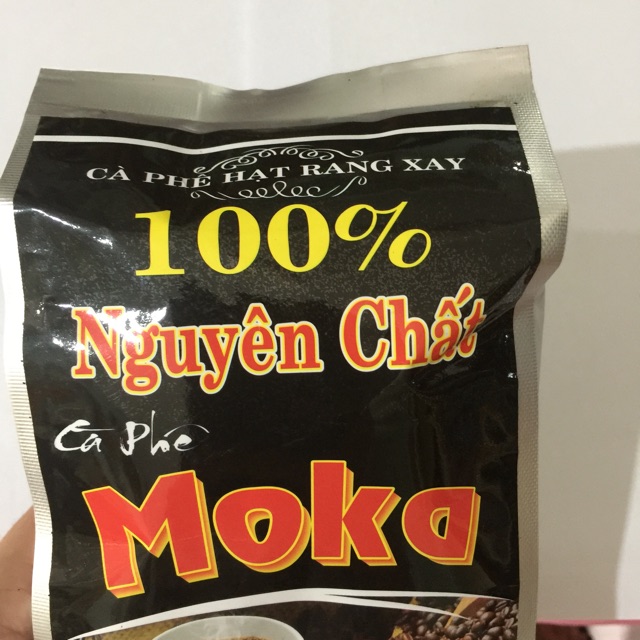 CÀ PHÊ HẠT RANG XAY
100%
Nguyên Chất
Cà Phê
Moka